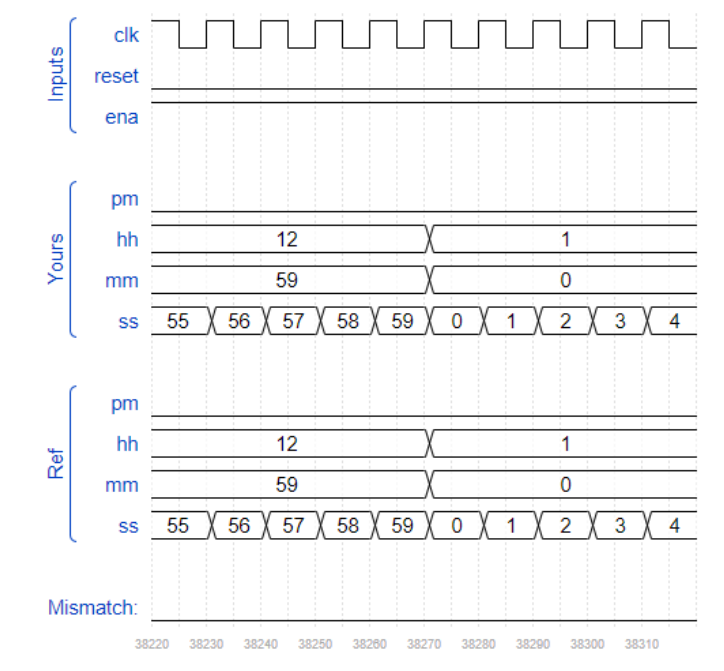 Inputs
clk
reset
ena
Yours
pm
hh 12 1
mm 59 0
ss 55 56 57 58 59 0 1 2 3 4
Ref
pm
hh 12 1
mm 59 0
ss 55 56 57 58 59 0 1 2 3 4
Mismatch:
38220 38230 38240 38250 38260 38270 38280 38290 38300 38310